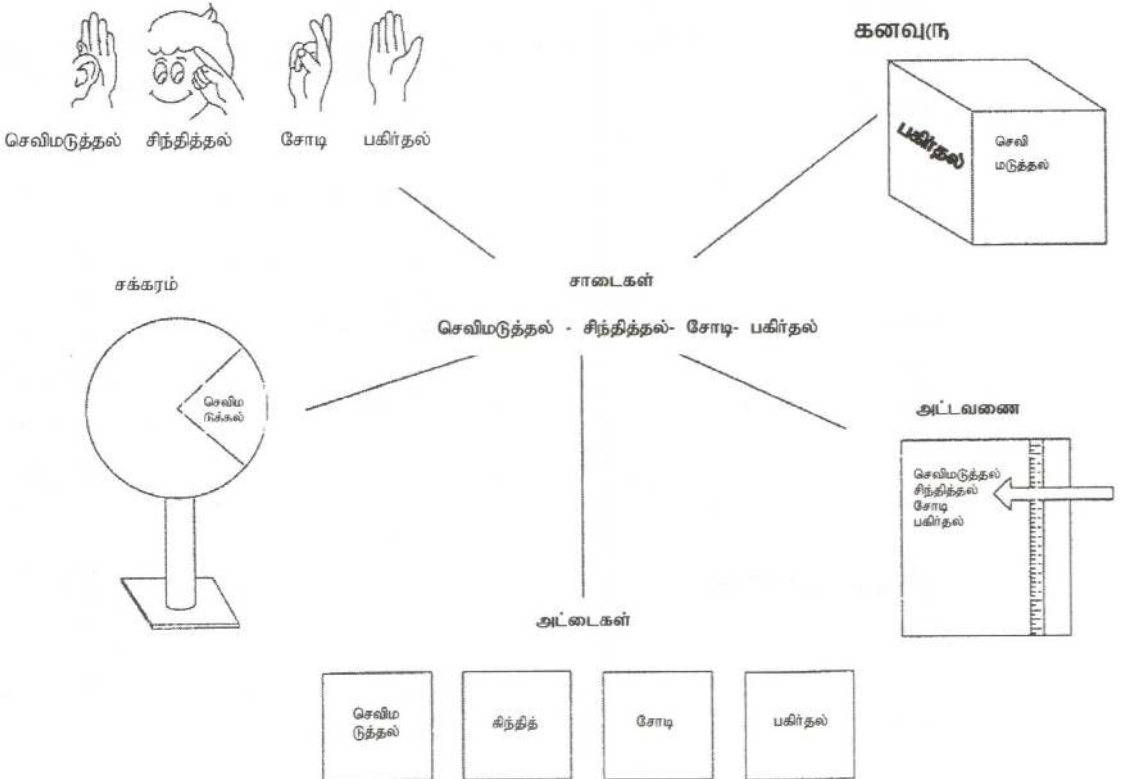 செவிமடுத்தல் சிந்தித்தல் சோடி பகிர்தல்
கனவுரு
பகிர்தல்
செவி
மடுத்தல்
சாடைகள்
செவிமடுத்தல் - சிந்தித்தல்- சோடி- பகிர்தல்
சக்கரம்
செவிம
டுக்கல்
அட்டவணை
செவிமடுத்தல்
சிந்தித்தல்
சோடி
பகிர்தல்
அட்டைகள்
செவிம
டுத்தல்
கிந்தித்
சோடி
பகிர்தல்